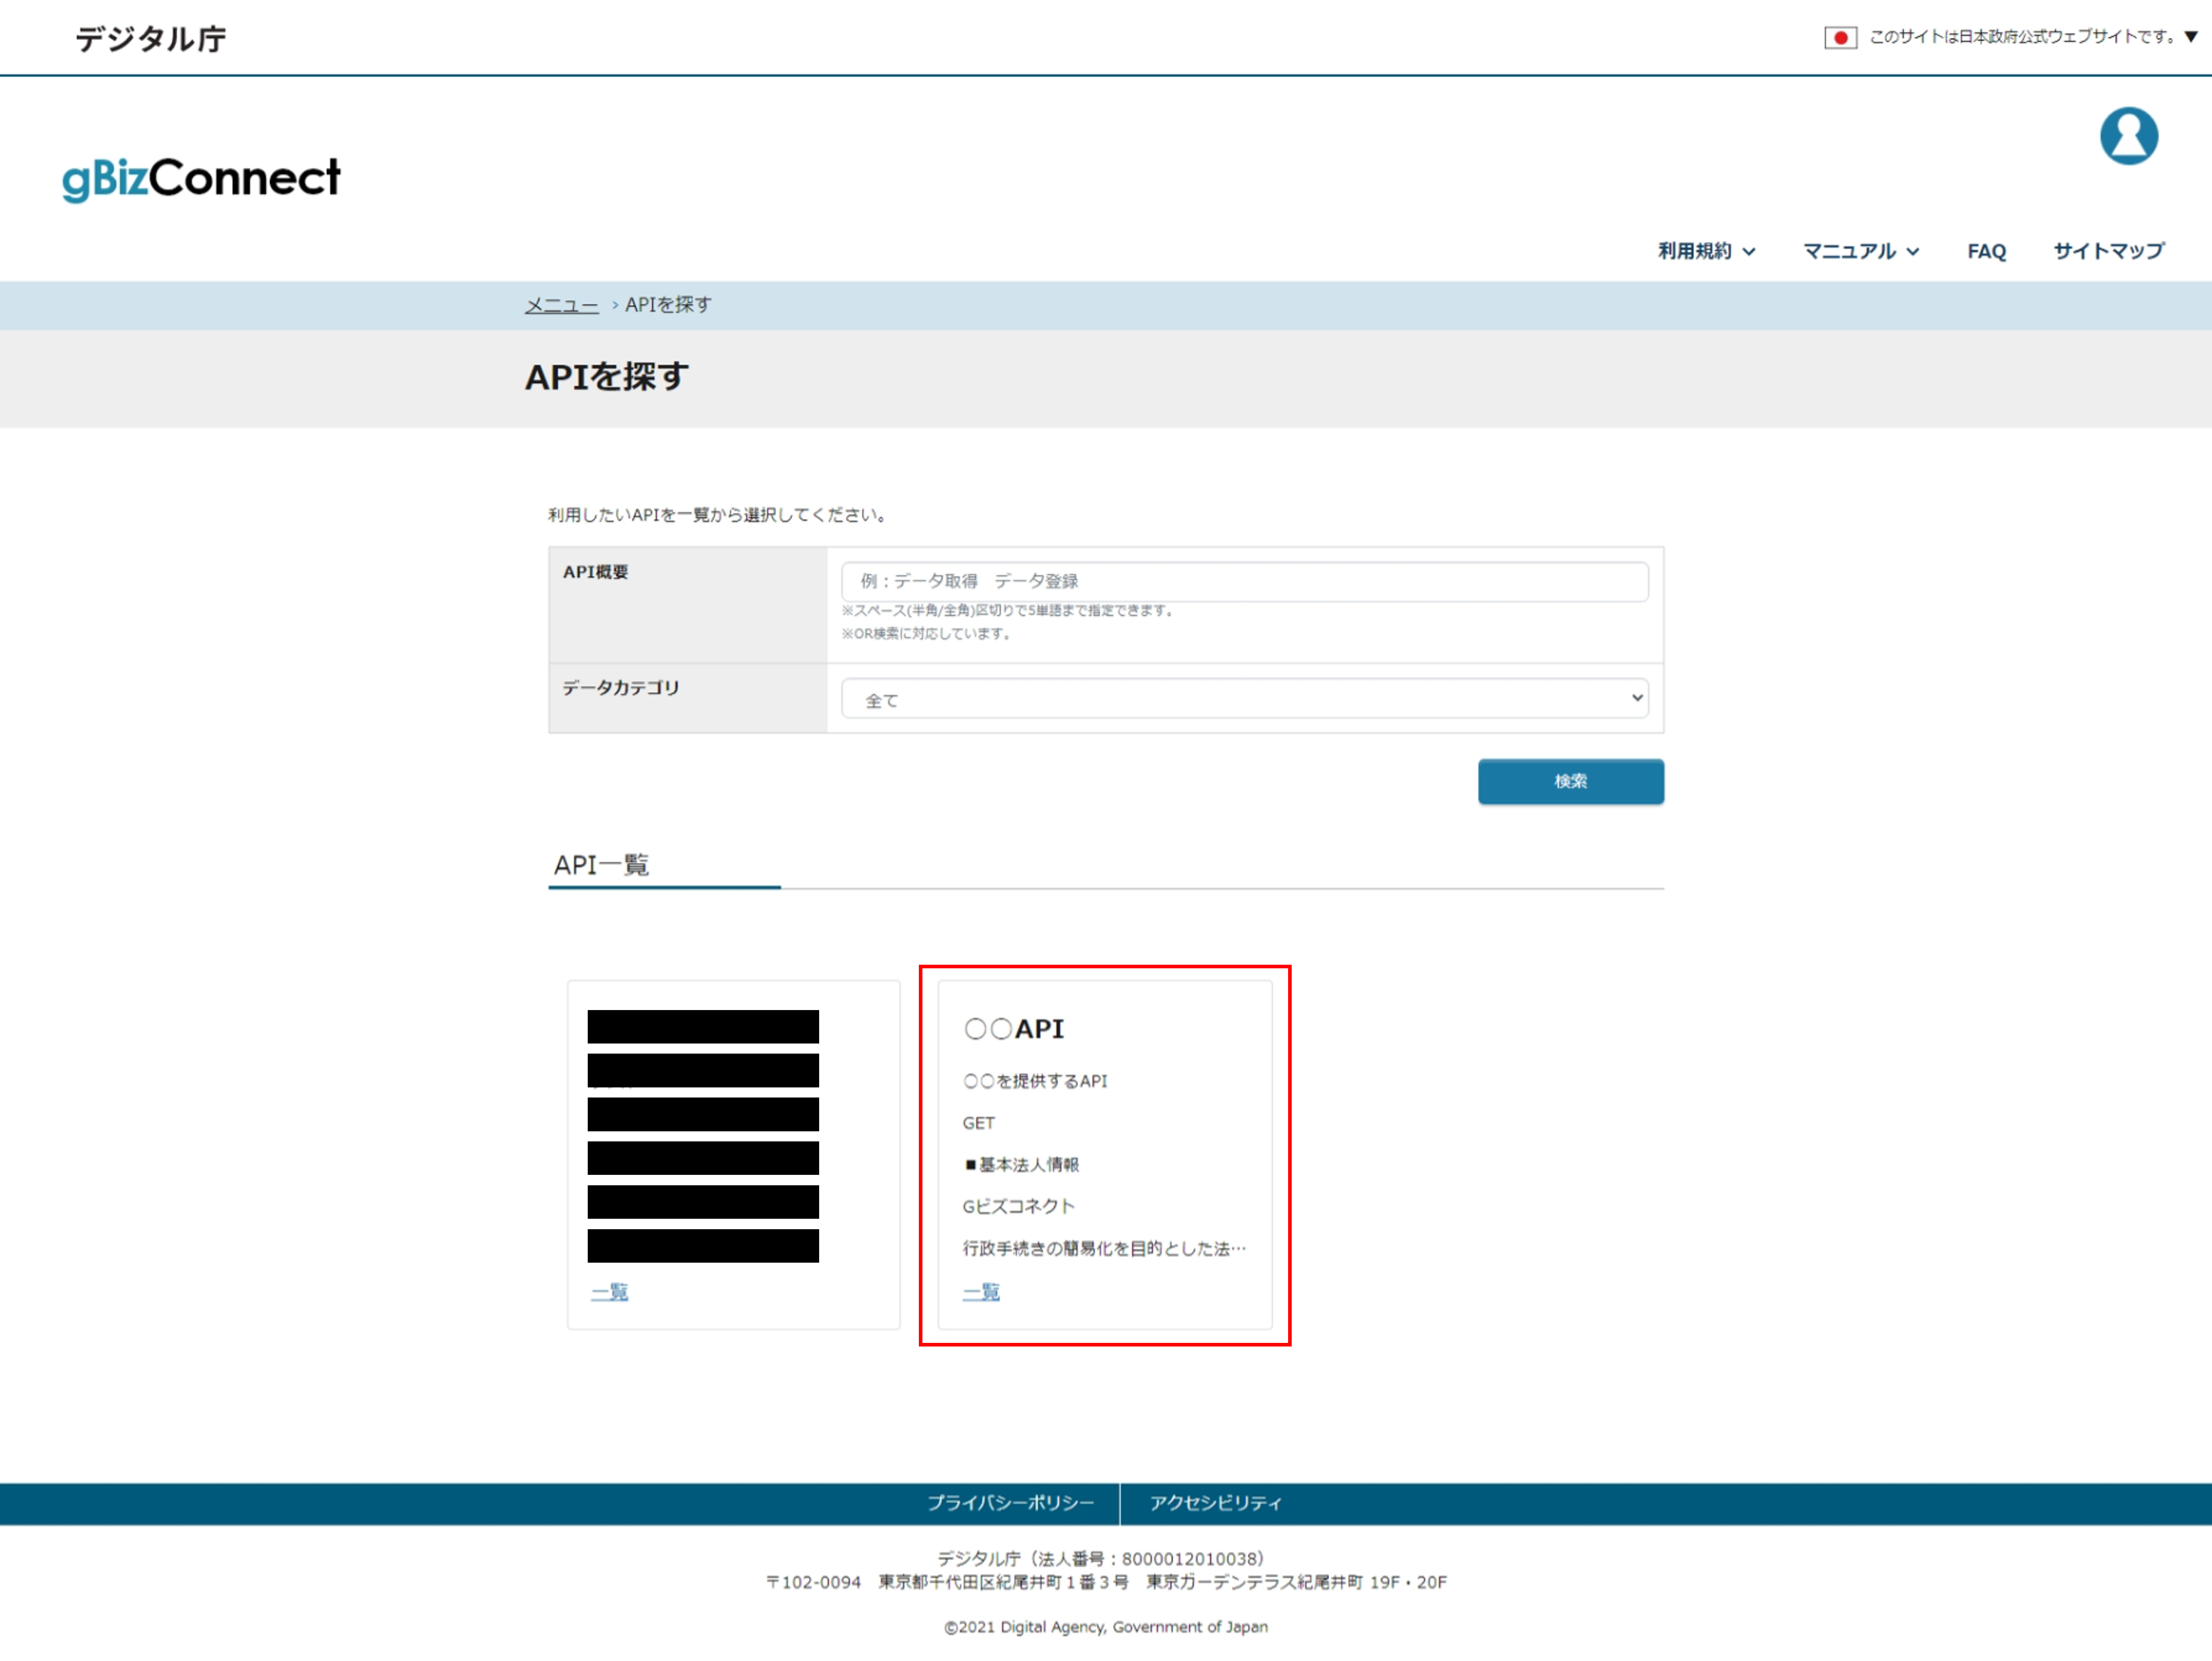 デジタル庁
このサイトは日本政府公式ウェブサイトです。▼
gBizConnect
利用規約
マニュアル
FAQ
サイトマップ
メニュー › APIを探す
APIを探す
利用したいAPIを一覧から選択してください。
API概要
例：データ取得　データ登録
※スペース(半角/全角)区切りで5単語まで指定できます。
※OR検索に対応しています。
データカテゴリ
全て
検索
API一覧
一覧
○○API
○○を提供するAPI
GET
■基本法人情報
Gビズコネクト
行政手続きの簡易化を目的とした法…
一覧
プライバシーポリシー
アクセシビリティ
デジタル庁（法人番号：8000012010038）
〒102-0094　東京都千代田区紀尾井町１番３号　東京ガーデンテラス紀尾井町 19F・20F
©2021 Digital Agency, Government of Japan